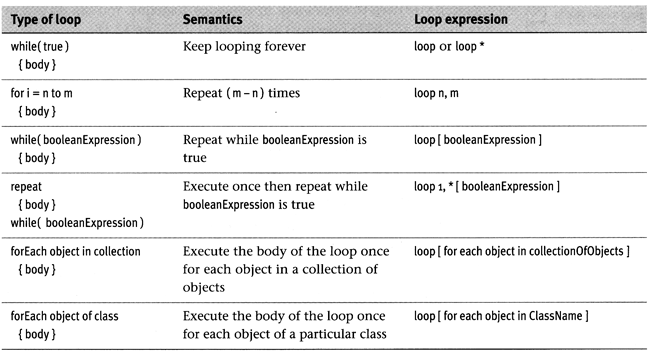 Type of loop Semantics Loop expression
while( true ) Keep looping forever loop or loop *
{ body }
for i = n to m Repeat ( m – n ) times loop n, m
{ body }
while( booleanExpression ) Repeat while booleanExpression is loop [ booleanExpression ]
{ body } true
repeat Execute once then repeat while loop 1, * [ booleanExpression ]
{ body } booleanExpression is true
while( booleanExpression )
forEach object in collection Execute the body of the loop once loop [ for each object in collectionOfObjects ]
{ body } for each object in a collection of
objects
forEach object of class Execute the body of the loop once loop [ for each object in ClassName ]
{ body } for each object of a particular class